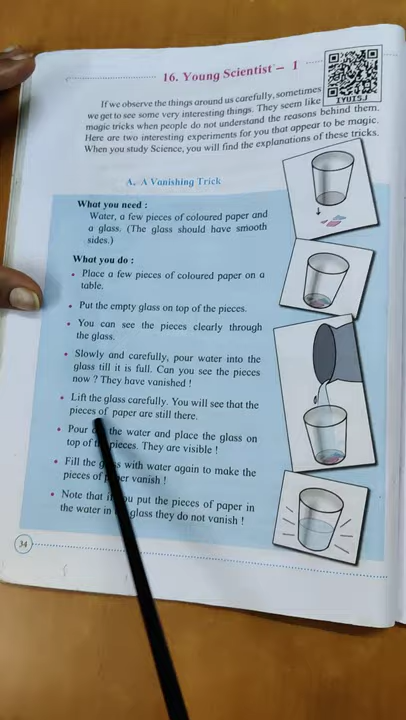 16. Young Scientist - 1
IYUISJ
If we observe the things around us carefully, sometimes
we get to see some very interesting things. They seem like
magic tricks when people do not understand the reasons behind them.
Here are two interesting experiments for you that appear to be magic.
When you study Science, you will find the explanations of these tricks.
A. A Vanishing Trick
What you need :
Water, a few pieces of coloured paper and
a glass. (The glass should have smooth
sides.)
What you do :
• Place a few pieces of coloured paper on a
table.
• Put the empty glass on top of the pieces.
• You can see the pieces clearly through
the glass.
• Slowly and carefully, pour water into the
glass till it is full. Can you see the pieces
now ? They have vanished !
• Lift the glass carefully. You will see that the
pieces of paper are still there.
• Pour the water and place the glass on
top of pieces. They are visible !
• Fill the with water again to make the
pieces of vanish !
• Note that you put the pieces of paper in
the water in glass they do not vanish !
34